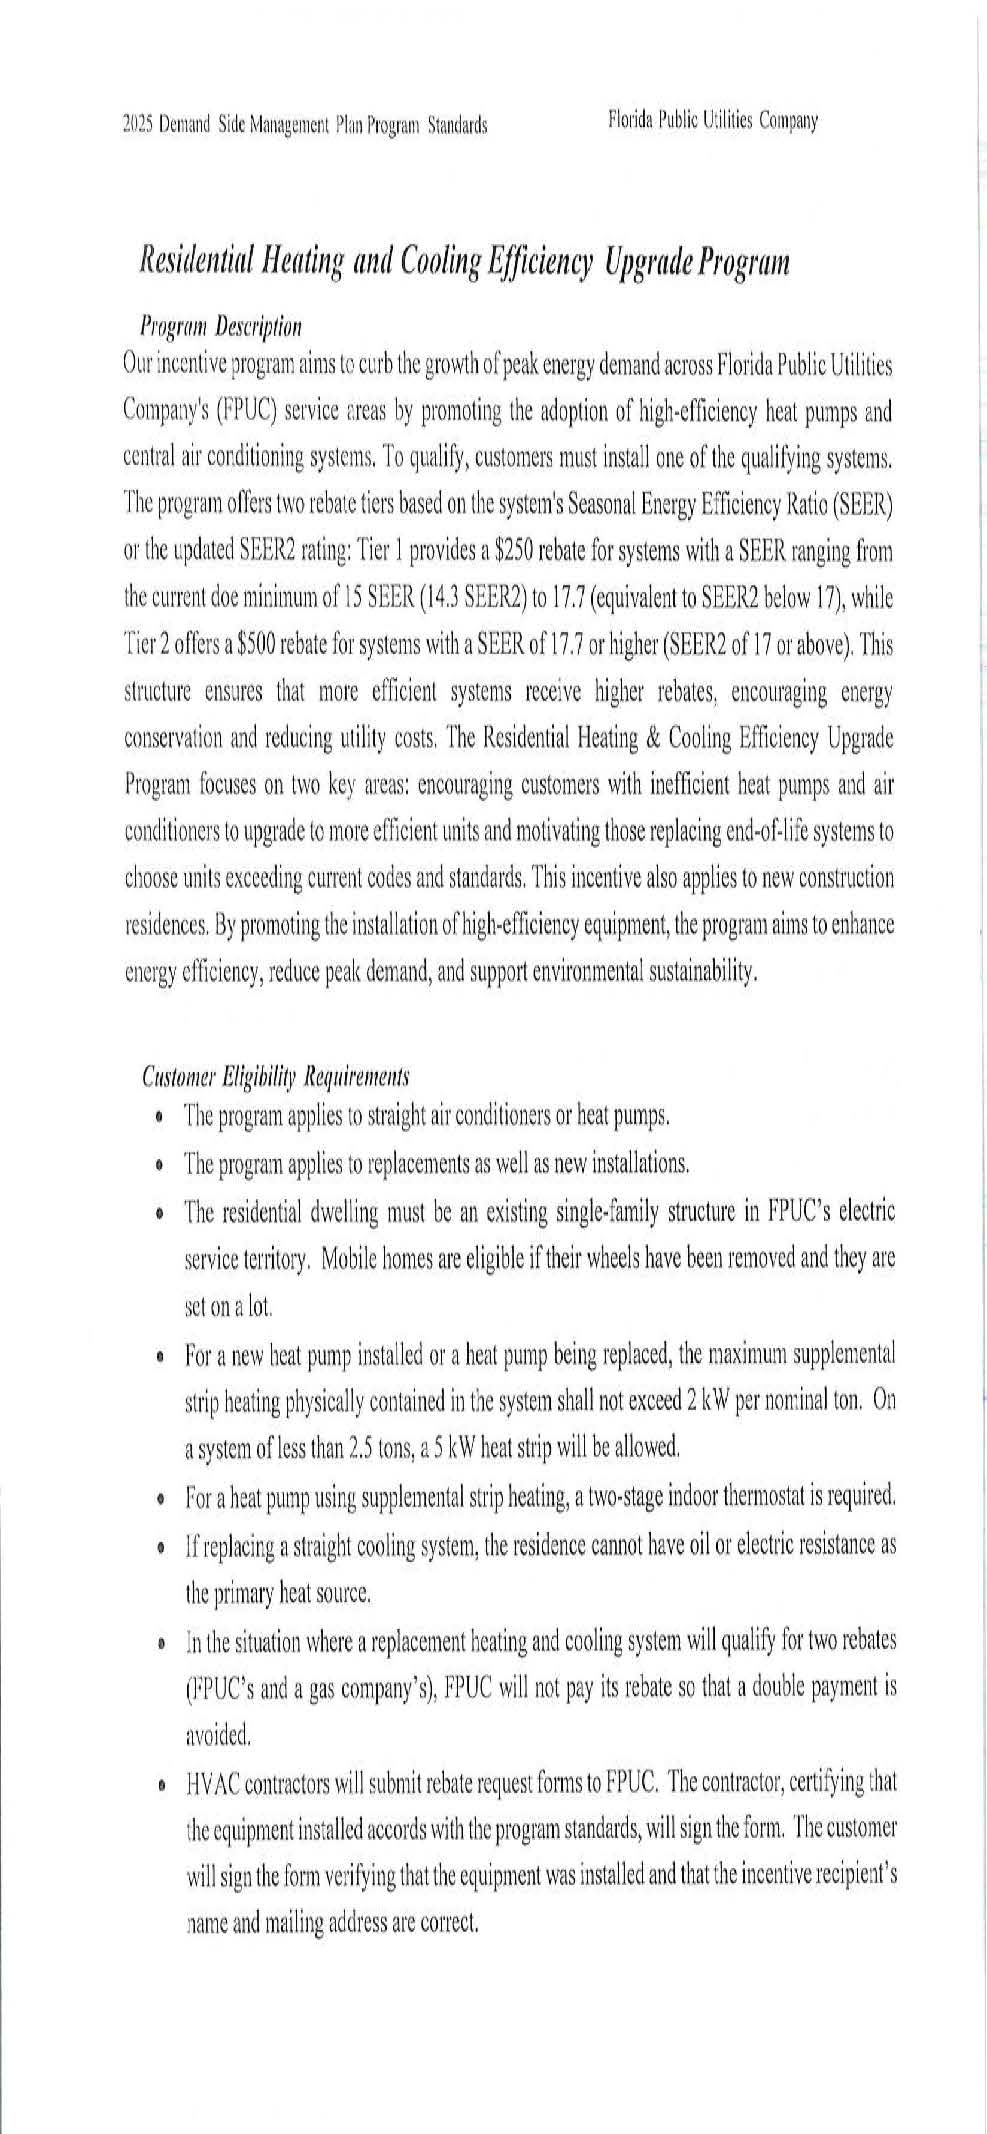 2025 Demand Side Management Plan Program Standards Florida Public Utilities Company
Residential Heating and Cooling Efficiency Upgrade Program
Program Description
Our incentive program aims to curb the growth of peak energy demand across Florida Public Utilities
Company's (FPUC) service areas by promoting the adoption of high-efficiency heat pumps and
central air conditioning systems. To qualify, customers must install one of the qualifying systems.
The program offers two rebate tiers based on the system's Seasonal Energy Efficiency Ratio (SEER)
or the updated SEER2 rating: Tier 1 provides a $250 rebate for systems with a SEER ranging from
the current doe minimum of 15 SEER (14.3 SEER2) to 17.7 (equivalent to SEER2 below 17), while
Tier 2 offers a $500 rebate for systems with a SEER of 17.7 or higher (SEER2 of 17 or above). This
structure ensures that more efficient systems receive higher rebates, encouraging energy
conservation and reducing utility costs. The Residential Heating & Cooling Efficiency Upgrade
Program focuses on two key areas: encouraging customers with inefficient heat pumps and air
conditioners to upgrade to more efficient units and motivating those replacing end-of-life systems to
choose units exceeding current codes and standards. This incentive also applies to new construction
residences. By promoting the installation of high-efficiency equipment, the program aims to enhance
energy efficiency, reduce peak demand, and support environmental sustainability.
Customer Eligibility Requirements
• The program applies to straight air conditioners or heat pumps.
• The program applies to replacements as well as new installations.
• The residential dwelling must be an existing single-family structure in FPUC's electric
service territory. Mobile homes are eligible if their wheels have been removed and they are
set on a lot.
• For a new heat pump installed or a heat pump being replaced, the maximum supplemental
strip heating physically contained in the system shall not exceed 2 kW per nominal ton. On
a system of less than 2.5 tons, a 5 kW heat strip will be allowed.
• For a heat pump using supplemental strip heating, a two-stage indoor thermostat is required.
• If replacing a straight cooling system, the residence cannot have oil or electric resistance as
the primary heat source.
• In the situation where a replacement heating and cooling system will qualify for two rebates
(FPUC's and a gas company's), FPUC will not pay its rebate so that a double payment is
avoided.
• HVAC contractors will submit rebate request forms to FPUC. The contractor, certifying that
the equipment installed accords with the program standards, will sign the form. The customer
will sign the form verifying that the equipment was installed and that the incentive recipient's
name and mailing address are correct.